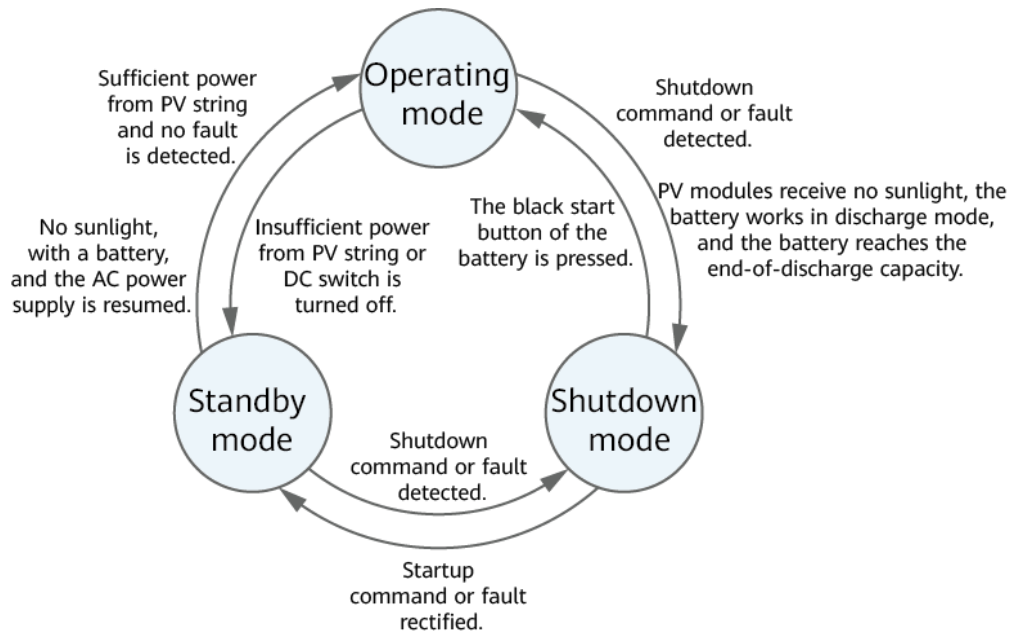 Operating
mode
Sufficient power
from PV string
and no fault
is detected.
Shutdown
command or fault
detected.
No sunlight,
with a battery,
and the AC power
supply is resumed.
Insufficient power
from PV string or
DC switch is
turned off.
The black start
button of the
battery is pressed.
PV modules receive no sunlight, the
battery works in discharge mode,
and the battery reaches the
end-of-discharge capacity.
Standby
mode
Shutdown
mode
Shutdown
command or fault
detected.
Startup
command or fault
rectified.